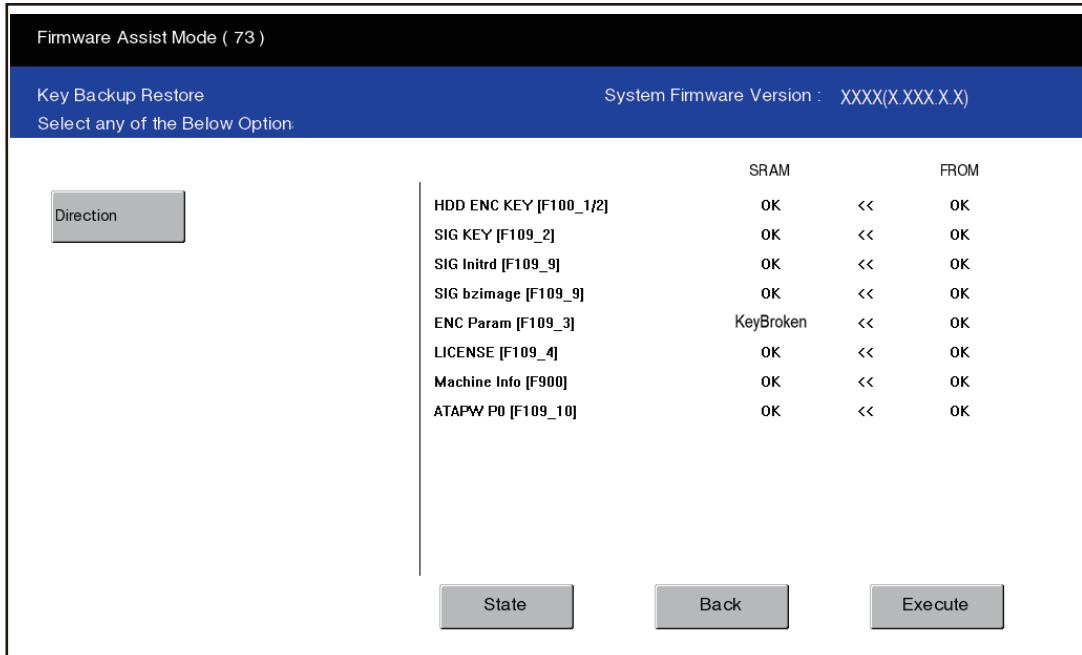 Firmware Assist Mode ( 73 )
Key Backup Restore System Firmware Version : XXXX(X.XXX.X.X)
Select any of the Below Option:
SRAM FROM
Direction
HDD ENC KEY [F100_1/2] OK << OK
SIG KEY [F109_2] OK << OK
SIG Initrd [F109_9] OK << OK
SIG bzimage [F109_9] OK << OK
ENC Param [F109_3] KeyBroken << OK
LICENSE [F109_4] OK << OK
Machine Info [F900] OK << OK
ATAPW P0 [F109_10] OK << OK
State Back Execute